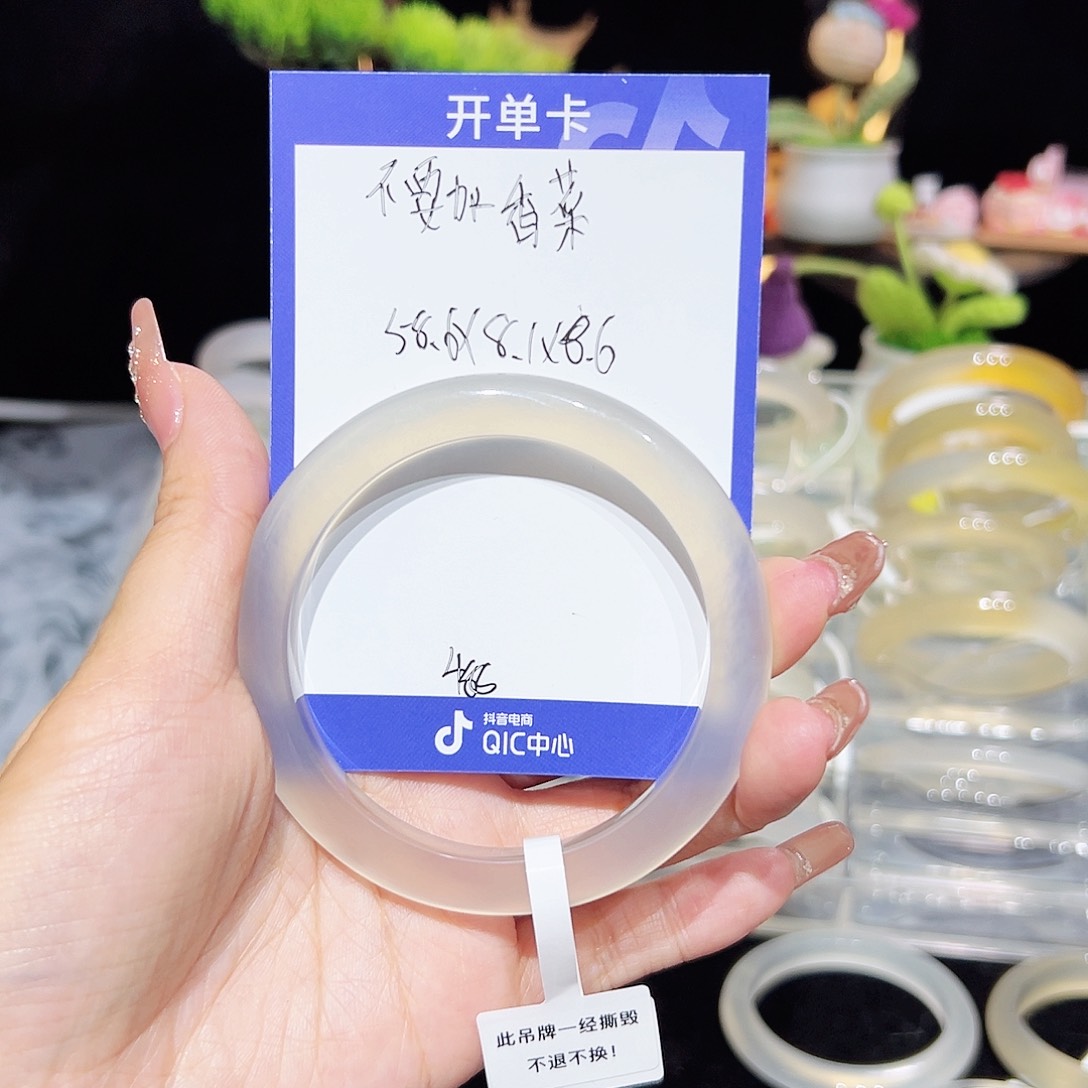 开单卡
不要加香菜
58.6X8.1X8.6
抖音电商
QIC中心
此吊牌一经撕毁
不退不换！